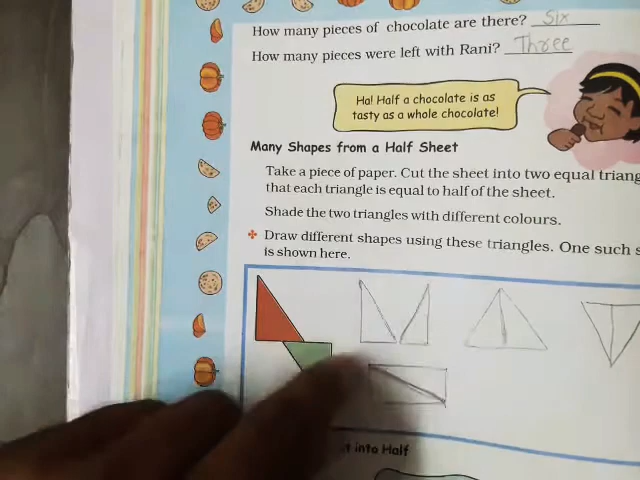 How many pieces of chocolate are there? Six
How many pieces were left with Rani? Three
Ha! Half a chocolate is as
tasty as a whole chocolate!
Many Shapes from a Half Sheet
Take a piece of paper. Cut the sheet into two equal
that each triangle is equal to half of the sheet.
Shade the two triangles with different colours.
Draw different shapes using these triangles. One such
is shown here.
into Half